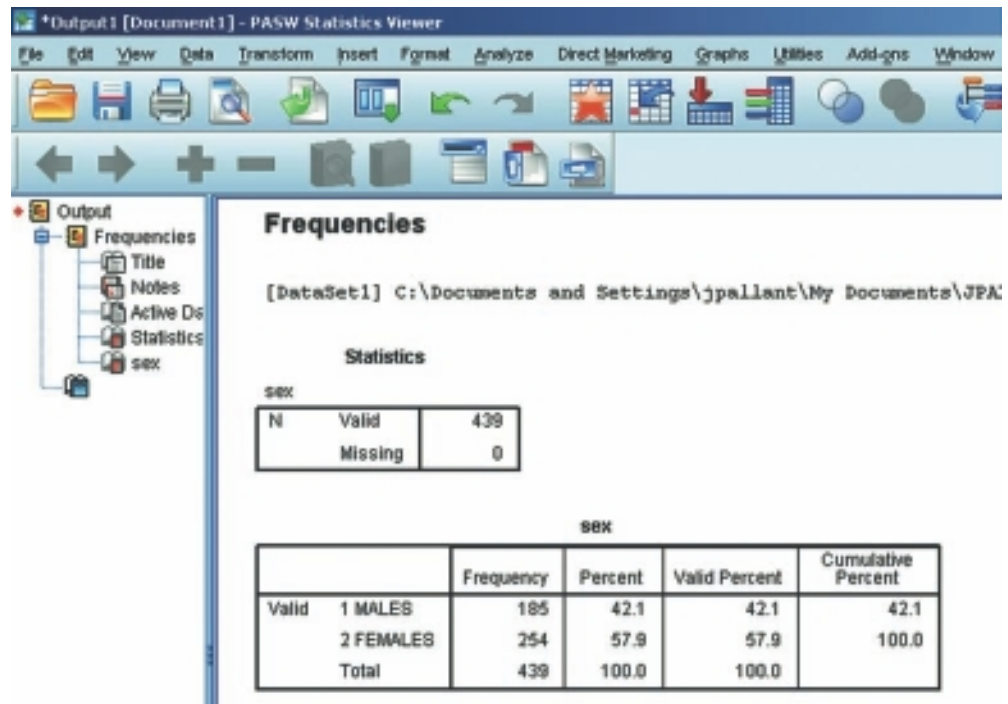 *Output1 [Document1] - PASW Statistics Viewer
File Edit View Data Transform Insert Format Analyze Direct Marketing Graphs Utilities Add-ons Window
Output
Frequencies
Title
Notes
Active Da
Statistics
sex
Frequencies
[DataSet1] C:\Documents and Settings\jpallant\My Documents\JPA
Statistics
sex
N Valid 439
Missing 0
sex
Frequency Percent Valid Percent Cumulative Percent
Valid 1 MALES 185 42.1 42.1 42.1
2 FEMALES 254 57.9 57.9 100.0
Total 439 100.0 100.0